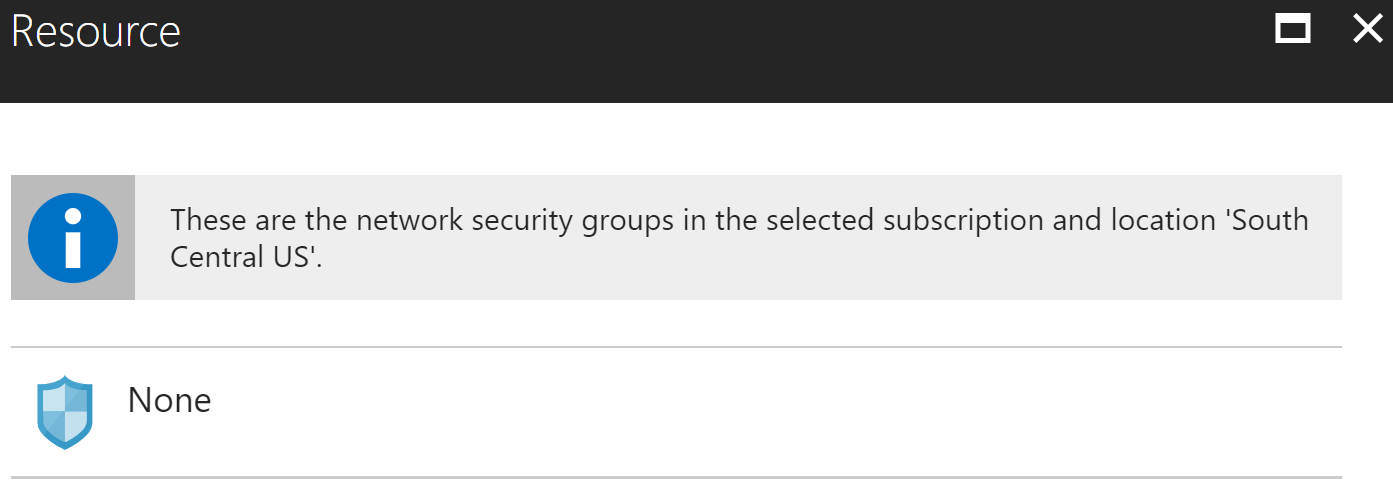 Resource
These are the network security groups in the selected subscription and location 'South
Central US'.
None